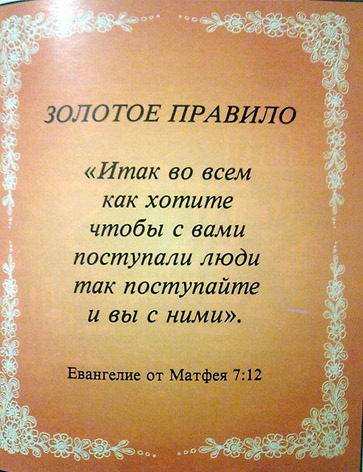 ЗОЛОТОЕ ПРАВИЛО
«Итак во всем
как хотите
чтобы с вами
поступали люди
так поступайте
и вы с ними».
Евангелие от Матфея 7:12